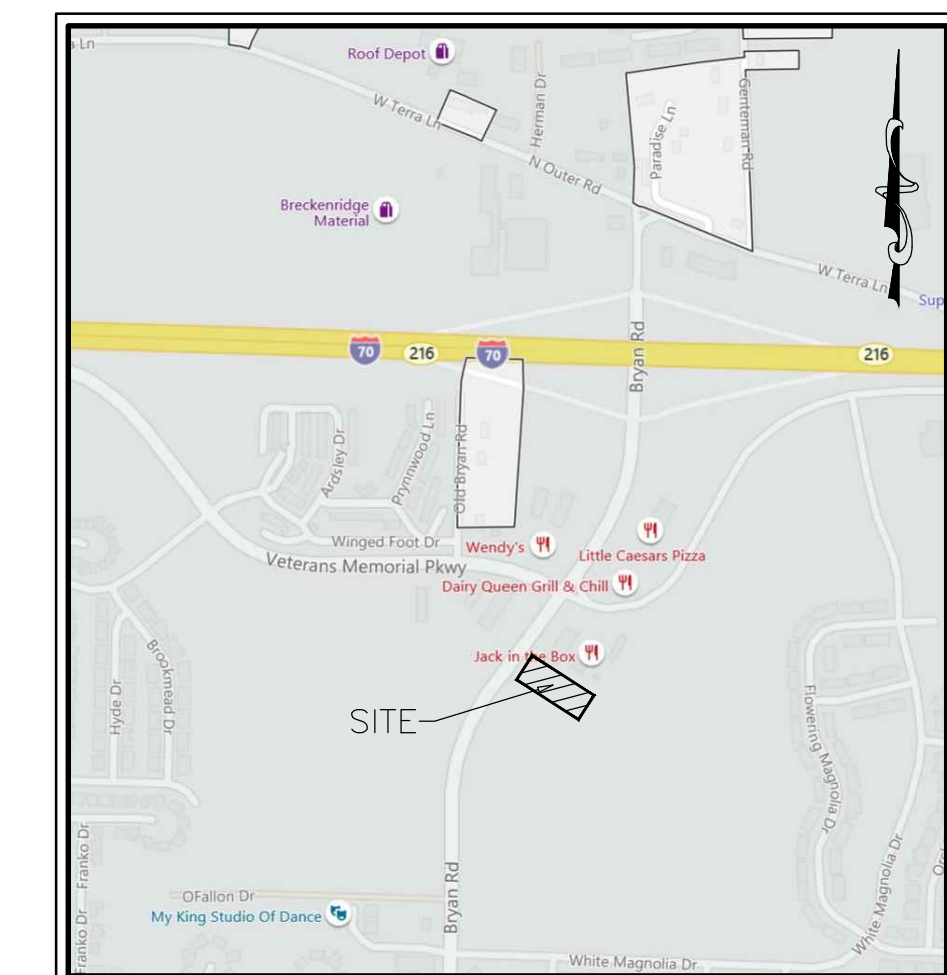 a Ln
Roof Depot
W Terra Ln
Herman Dr
Paradise Ln
Genteman Rd
N Outer Rd
Breckenridge
Material
W Terra Ln
Sup
Bryan Rd
70
216
70
216
Ardsley Dr
Prynnwood Ln
Old Bryan Rd
Winged Foot Dr
Wendy's
Little Caesars Pizza
Veterans Memorial Pkwy
Dairy Queen Grill & Chill
Jack in the Box
SITE
Hyde Dr
Brookmead Dr
Flowering Magnolia Dr
Franko Dr
Franko Dr
OFallon Dr
My King Studio Of Dance
Bryan Rd
White Magnolia Dr
White Magnolia Dr